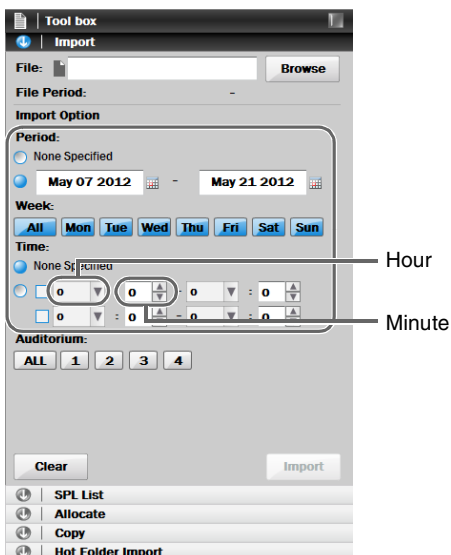 Tool box
Import
File: Browse
File Period: -
Import Option
Period:
None Specified
May 07 2012 - May 21 2012
Week:
All Mon Tue Wed Thu Fri Sat Sun
Time:
None Specified
Hour
0 0 - 0 : 0
0 : 0 - 0 : 0
Minute
Auditorium:
ALL 1 2 3 4
Clear Import
SPL List
Allocate
Copy
Hot Folder Import